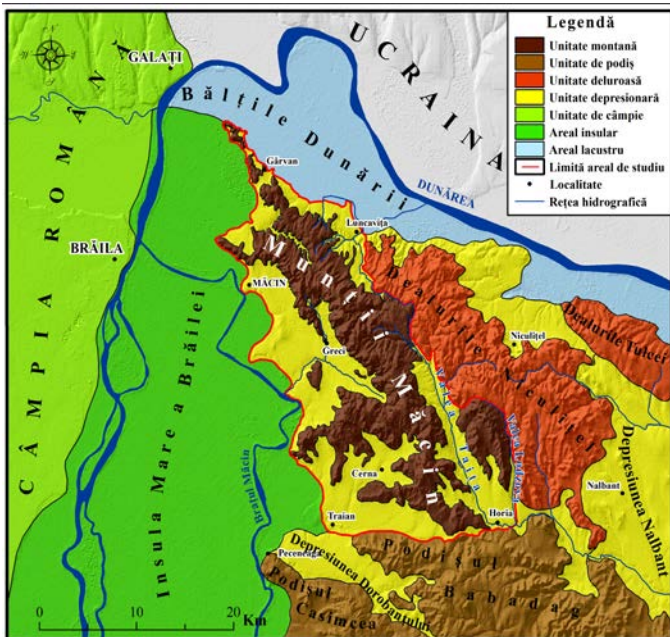 Legendă
Unitate montană
Unitate de podiș
Unitate deluroasă
Unitate depresionară
Unitate de câmpie
Areal insular
Areal lacustru
Limită areal de studiu
Localitate
Rețea hidrografică
UCRAINA
GALAȚI
CÂMPIA ROMÂNĂ
Bălțile Dunării
DUNĂREA
Gârvan
Luncavița
BRĂILA
MĂCIN
Munții Măcin
Dealurile Niculițel
Dealurile Tulcei
Niculițel
Greci
Valea Taița
Insula Mare a Brăilei
Brațul Măcin
Cerna
Nalbant
Depresiunea Nalbant
Traian
Horia
Peceneaga
Depresiunea Dorobanțului
Podișul Babadag
Podișul Casimcea
0 10 20
Km